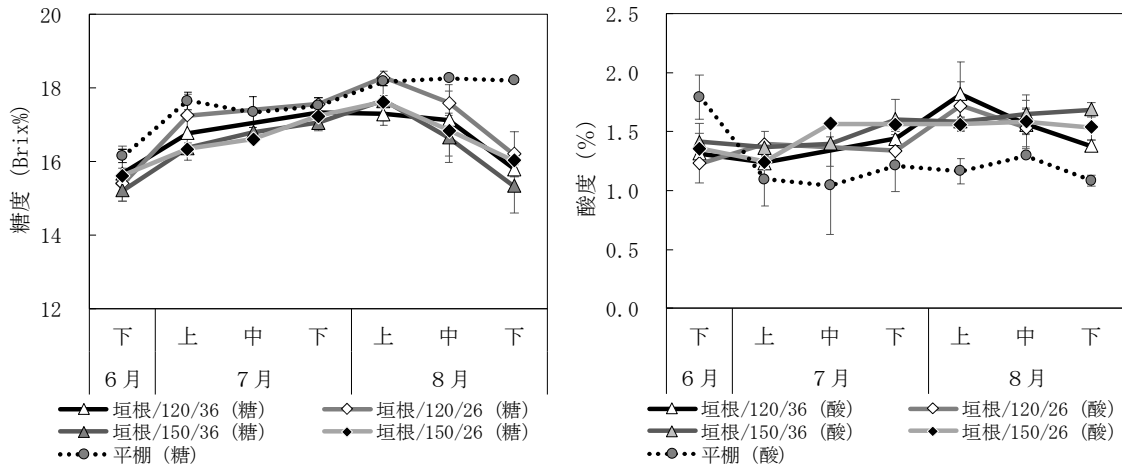 20
18
16
14
12
糖度 (Brix%)
下 上 中 下 上 中 下
6月 7月 8月
垣根/120/36 (糖) 垣根/120/26 (糖)
垣根/150/36 (糖) 垣根/150/26 (糖)
平棚 (糖)
2.5
2.0
1.5
1.0
0.5
0.0
酸度 (%)
下 上 中 下 上 中 下
6月 7月 8月
垣根/120/36 (酸) 垣根/120/26 (酸)
垣根/150/36 (酸) 垣根/150/26 (酸)
平棚 (酸)